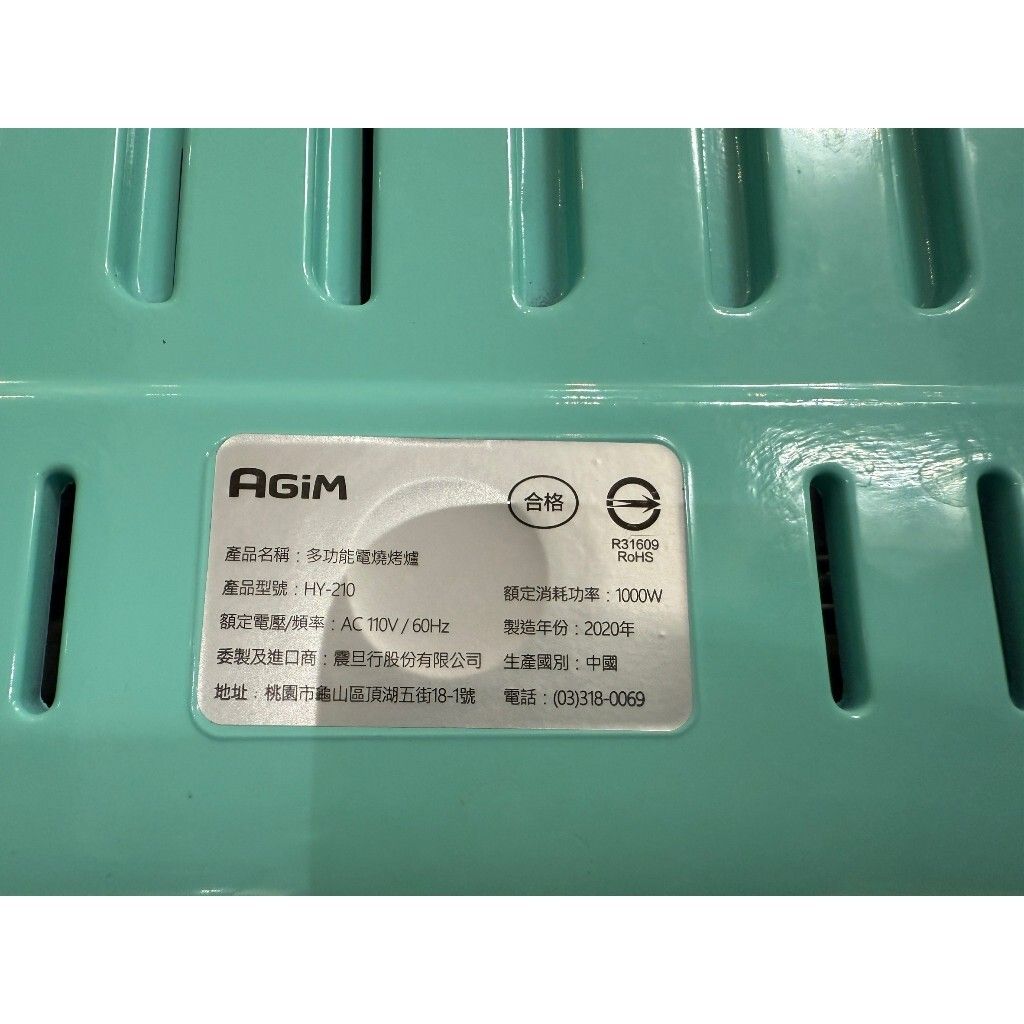 AGiM
合格
R31609
RoHS
產品名稱：多功能電燒烤爐
產品型號：HY-210
額定消耗功率：1000W
額定電壓/頻率：AC 110V / 60Hz
製造年份：2020年
委製及進口商：震旦行股份有限公司
生產國別：中國
地址：桃園市龜山區頂湖五街18-1號
電話：(03)318-0069